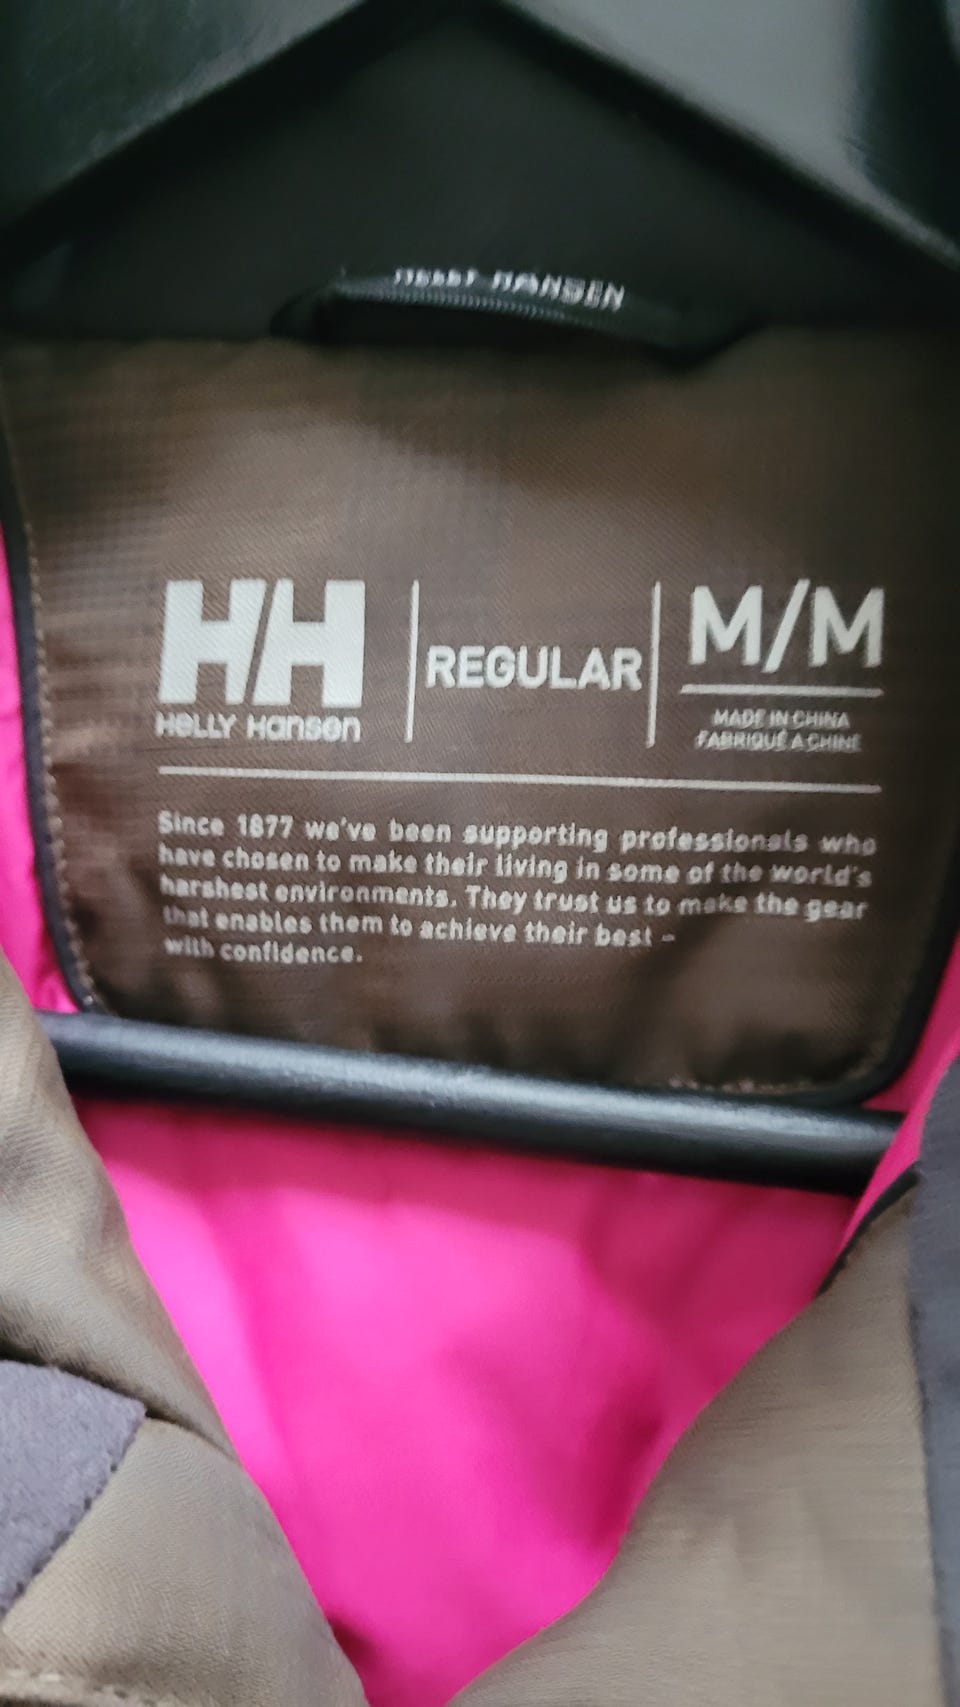 HELLY HANSEN
HH
HELLY HANSEN
REGULAR
M/M
MADE IN CHINA
FABRIQUÉ A CHINE
Since 1877 we've been supporting professionals who
have chosen to make their living in some of the world's
harshest environments. They trust us to make the gear
that enables them to achieve their best -
with confidence.